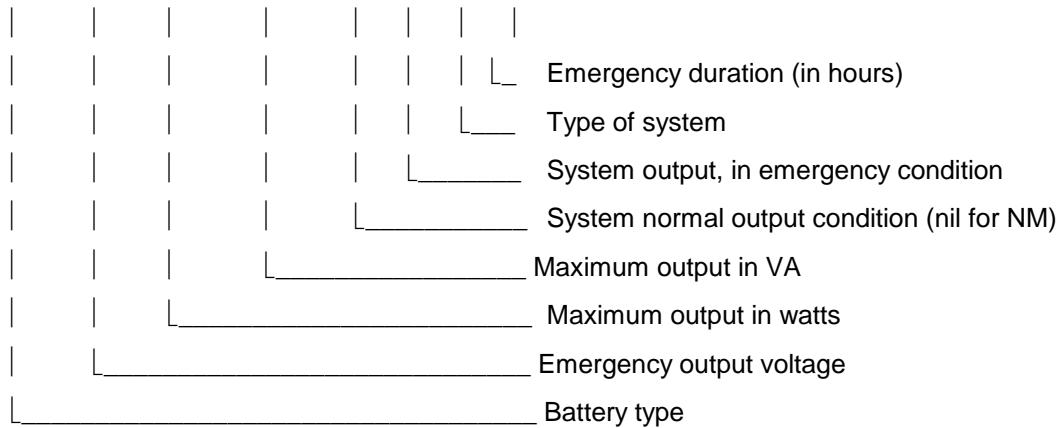 Emergency duration (in hours)
Type of system
System output, in emergency condition
System normal output condition (nil for NM)
Maximum output in VA
Maximum output in watts
Emergency output voltage
Battery type